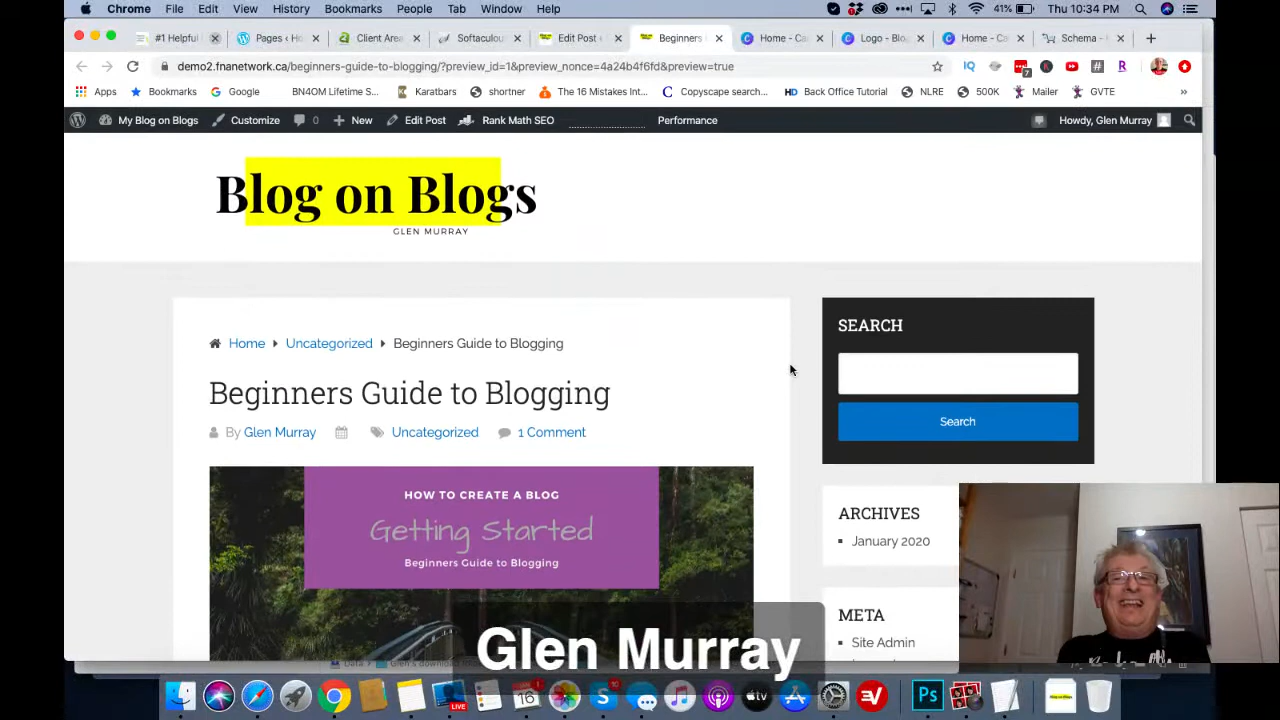 Chrome File Edit View History Bookmarks People Tab Window Help 41% Thu 10:34 PM
#1 Helpful Pages ‹ Ho Client Area Softaculous Edit Post ‹ Beginners Home - Ca Logo - Blo Home - Ca Schema -
demo2.fnanetwork.ca/beginners-guide-to-blogging/?preview_id=1&preview_nonce=4a24b4f6fd&preview=true
Apps Bookmarks Google BN4OM Lifetime S... Karatbars shortner The 16 Mistakes Int... Copyscape search... Back Office Tutorial NLRE 500K Mailer GVTE »
My Blog on Blogs Customize 0 New Edit Post Rank Math SEO Performance Howdy, Glen Murray
Blog on Blogs
GLEN MURRAY
Home Uncategorized Beginners Guide to Blogging
Beginners Guide to Blogging
By Glen Murray Uncategorized 1 Comment
HOW TO CREATE A BLOG
Getting Started
Beginners Guide to Blogging
SEARCH
Search
ARCHIVES
January 2020
META
Site Admin
Glen Murray